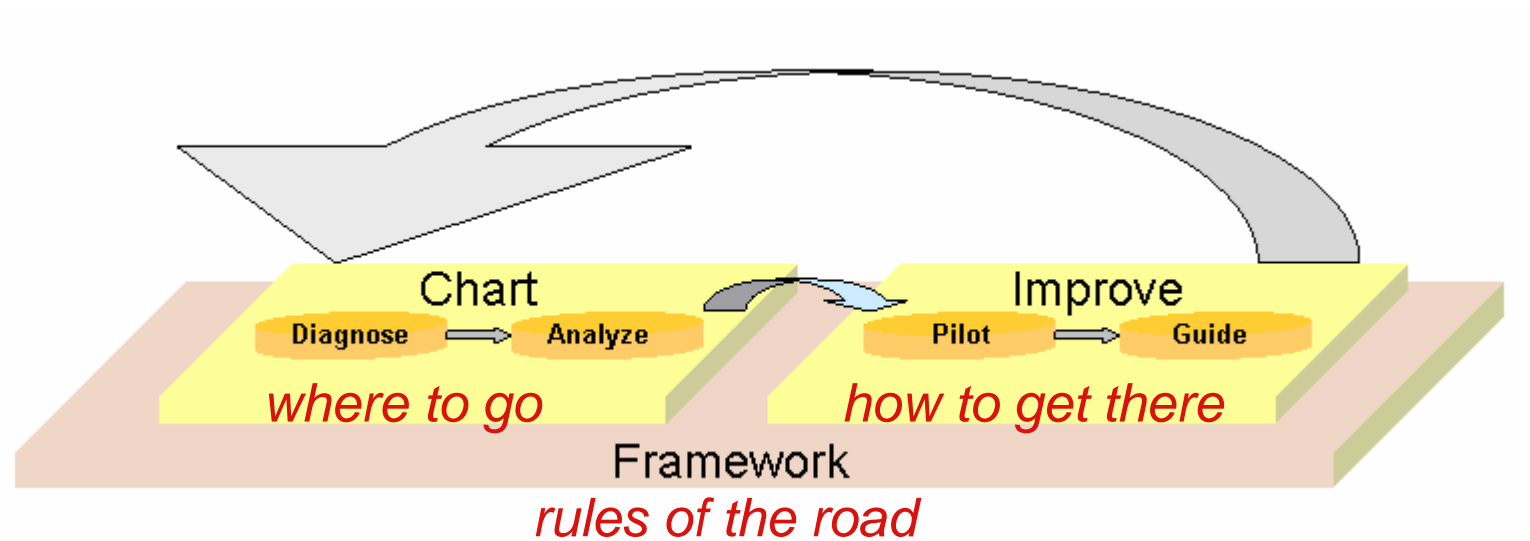 Chart
Improve
Diagnose
Analyze
Pilot
Guide
where to go
how to get there
Framework
rules of the road